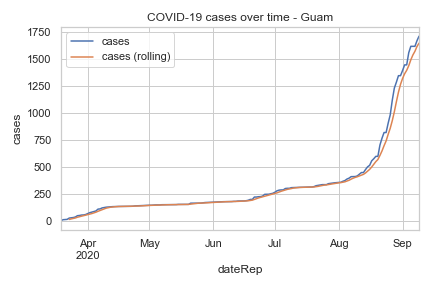 COVID-19 cases over time - Guam
cases
cases (rolling)
1750
1500
1250
1000
750
500
250
0
cases
Apr
2020
May
Jun
Jul
Aug
Sep
dateRep